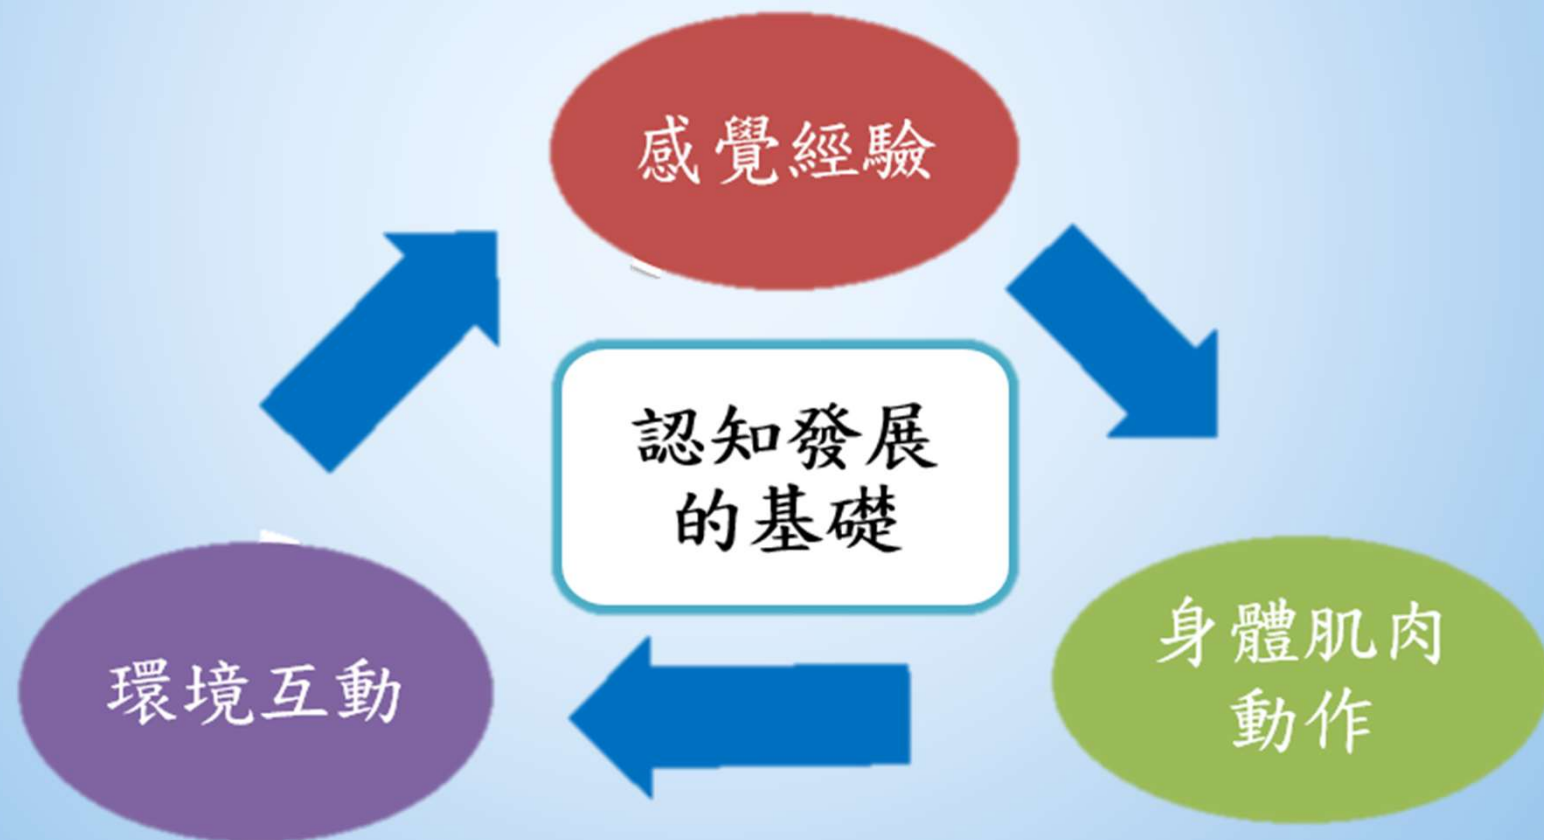 感覺經驗
認知發展
的基礎
身體肌肉
動作
環境互動